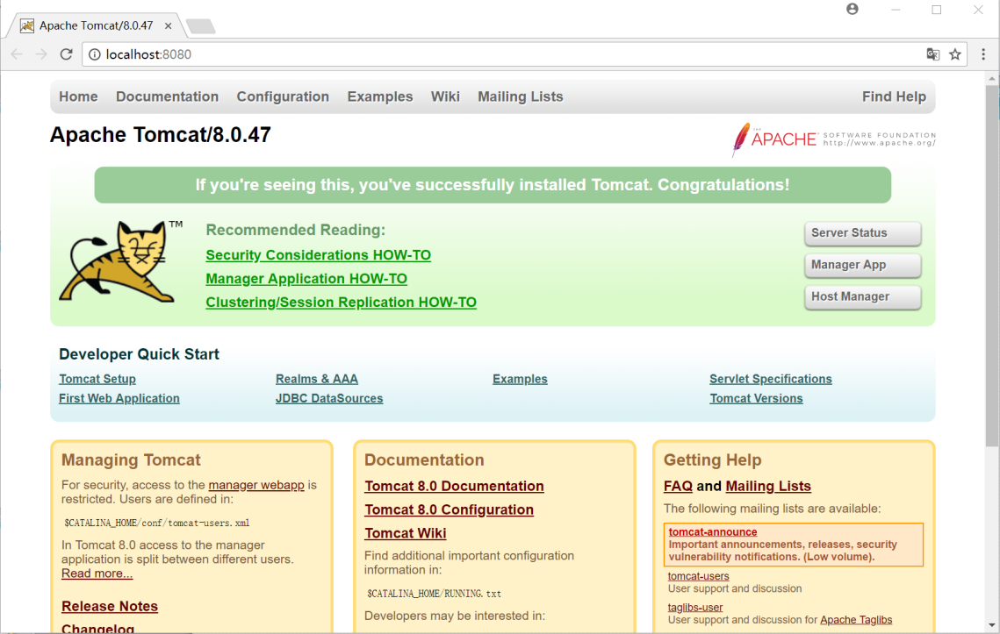 Apache Tomcat/8.0.47
localhost:8080
Home Documentation Configuration Examples Wiki Mailing Lists Find Help
Apache Tomcat/8.0.47
THE APACHE SOFTWARE FOUNDATION
http://www.apache.org/
If you're seeing this, you've successfully installed Tomcat. Congratulations!
TM
Recommended Reading:
Security Considerations HOW-TO
Manager Application HOW-TO
Clustering/Session Replication HOW-TO
Server Status
Manager App
Host Manager
Developer Quick Start
Tomcat Setup
First Web Application
Realms & AAA
JDBC DataSources
Examples
Servlet Specifications
Tomcat Versions
Managing Tomcat
For security, access to the manager webapp is
restricted. Users are defined in:
$CATALINA_HOME/conf/tomcat-users.xml
In Tomcat 8.0 access to the manager
application is split between different users.
Read more...
Release Notes
Changelog
Documentation
Tomcat 8.0 Documentation
Tomcat 8.0 Configuration
Tomcat Wiki
Find additional important configuration
information in:
$CATALINA_HOME/RUNNING.txt
Developers may be interested in:
Getting Help
FAQ and Mailing Lists
The following mailing lists are available:
tomcat-announce
Important announcements, releases, security
vulnerability notifications. (Low volume).
tomcat-users
User support and discussion
taglibs-user
User support and discussion for Apache Taglibs